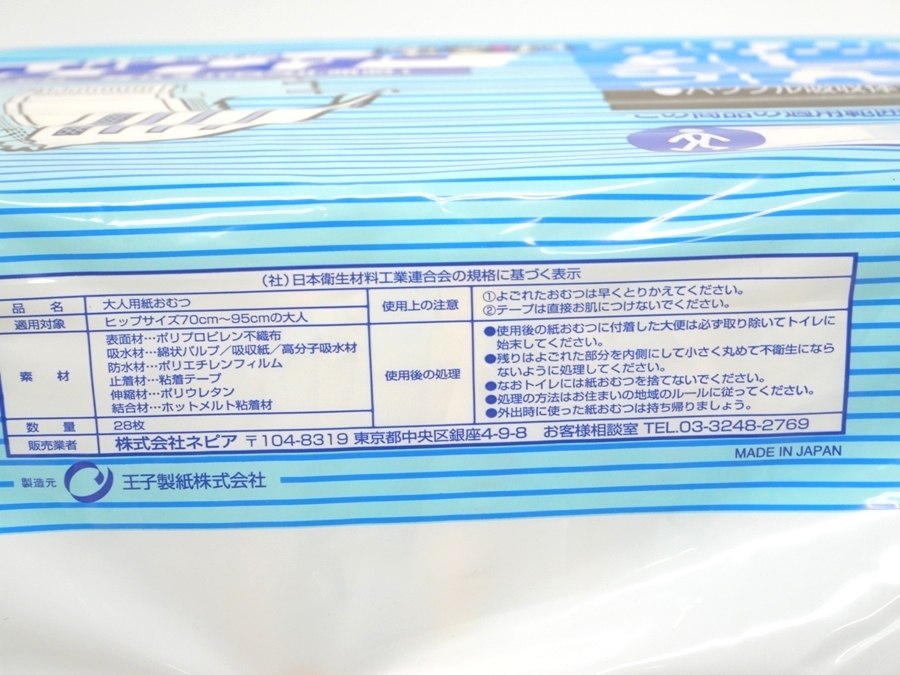 この商品の適用範囲
(社)日本衛生材料工業連合会の規格に基づく表示
品名 大人用紙おむつ
適用対象 ヒップサイズ70cm〜95cmの大人
素材 表面材…ポリプロピレン不織布
吸水材…綿状パルプ/吸収紙/高分子吸水材
防水材…ポリエチレンフィルム
止着材…粘着テープ
伸縮材…ポリウレタン
結合材…ホットメルト粘着材
数量 28枚
使用上の注意 ①よごれたおむつは早くとりかえてください。
②テープは直接お肌につけないでください。
使用後の処理 ●使用後の紙おむつに付着した大便は必ず取り除いてトイレに
始末してください。
●残りはよごれた部分を内側にして小さく丸めて不衛生になら
ないように処理してください。
●なおトイレには紙おむつを捨てないでください。
●処理の方法はお住まいの地域のルールに従ってください。
●外出時に使った紙おむつは持ち帰りましょう。
販売業者 株式会社ネピア 〒104-8319 東京都中央区銀座4-9-8 お客様相談室 TEL.03-3248-2769
MADE IN JAPAN
製造元 王子製紙株式会社